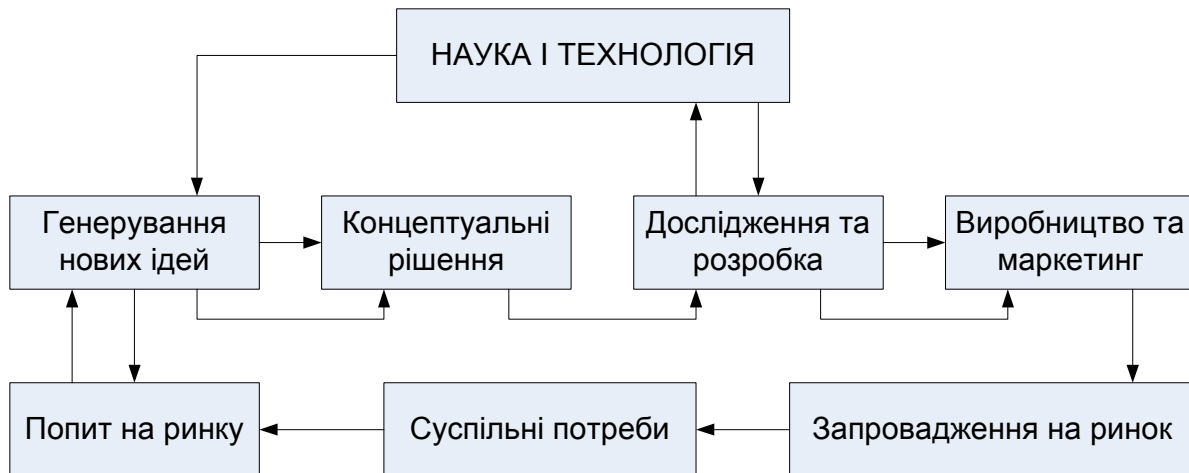 НАУКА І ТЕХНОЛОГІЯ
Генерування
нових ідей
Концептуальні
рішення
Дослідження та
розробка
Виробництво та
маркетинг
Попит на ринку
Суспільні потреби
Запровадження на ринок